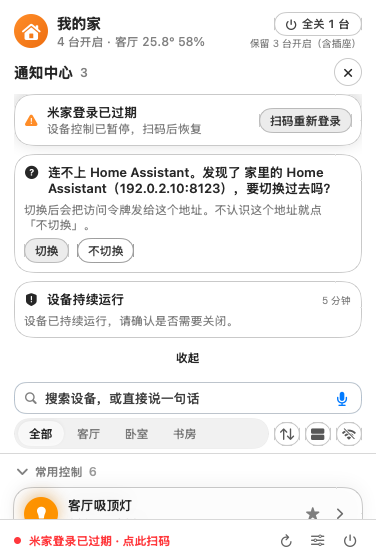 我的家
4 台开启 · 客厅 25.8° 58%
全关 1 台
保留 3 台开启（含插座）
通知中心 3
米家登录已过期
设备控制已暂停，扫码后恢复
扫码重新登录
连不上 Home Assistant。发现了 家里的 Home
Assistant（192.0.2.10:8123），要切换过去吗？
切换后会把访问令牌发给这个地址。不认识这个地址就点
「不切换」。
切换
不切换
设备持续运行
5 分钟
设备已持续运行，请确认是否需要关闭。
收起
搜索设备，或直接说一句话
全部 客厅 卧室 书房
常用控制 6
客厅吸顶灯
米家登录已过期 · 点此扫码